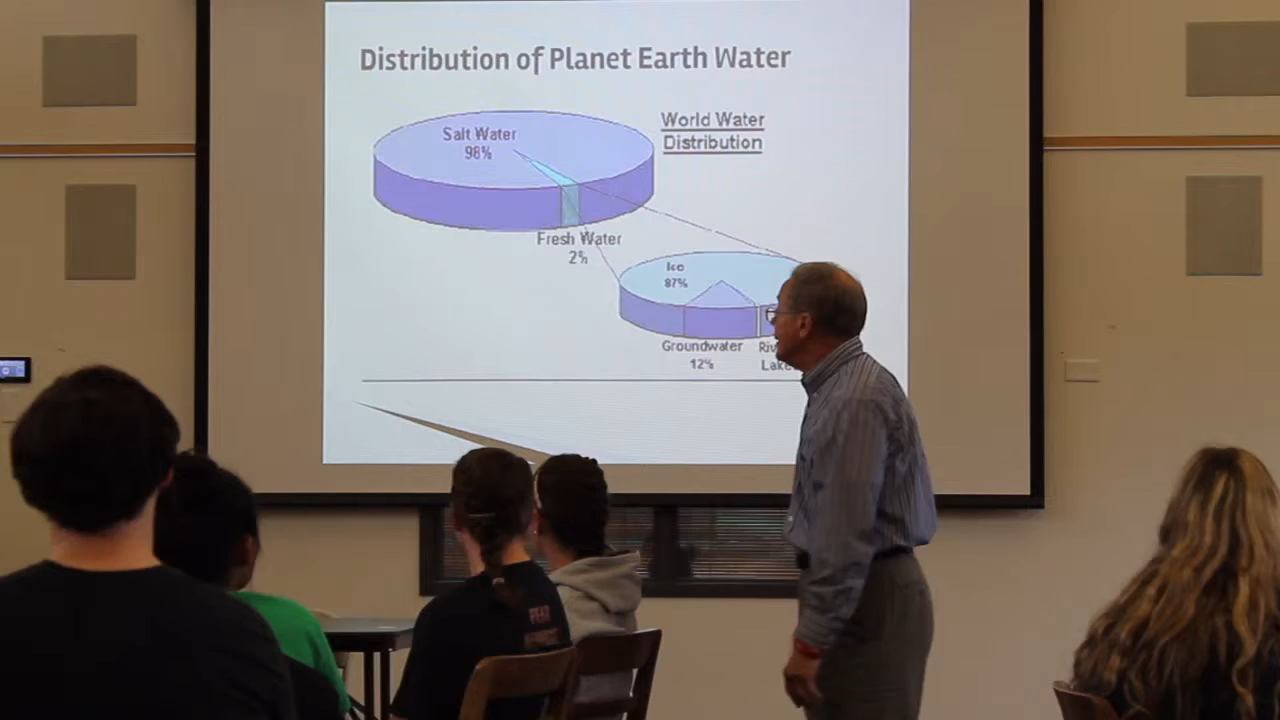 Distribution of Planet Earth Water
World Water
Distribution
Salt Water
98%
Fresh Water
2%
Ice
87%
Groundwater
12%